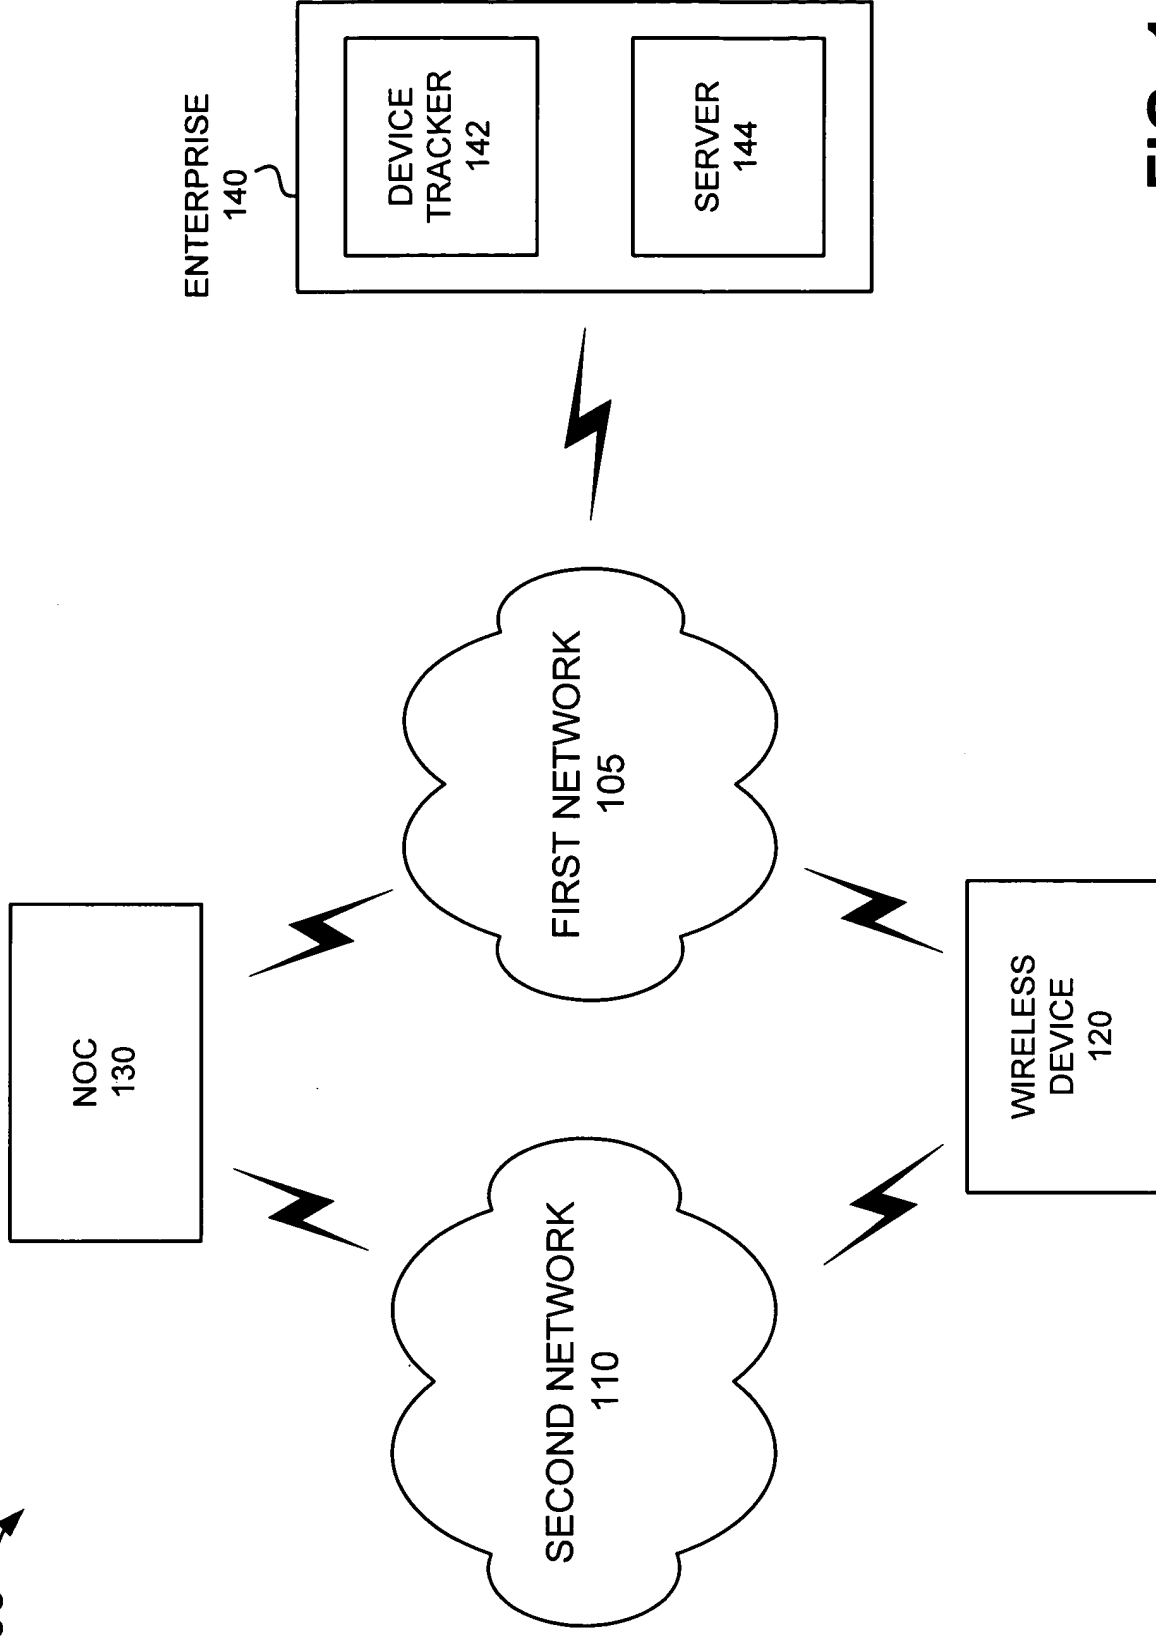 NOC
130
SECOND NETWORK
110
FIRST NETWORK
105
WIRELESS
DEVICE
120
ENTERPRISE
140
DEVICE
TRACKER
142
SERVER
144